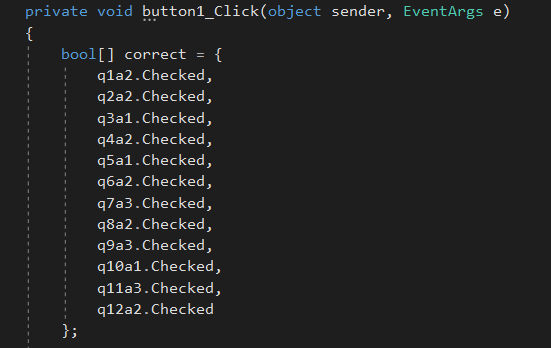 private void button1_Click(object sender, EventArgs e)
{
bool[] correct = {
q1a2.Checked,
q2a2.Checked,
q3a1.Checked,
q4a2.Checked,
q5a1.Checked,
q6a2.Checked,
q7a3.Checked,
q8a2.Checked,
q9a3.Checked,
q10a1.Checked,
q11a3.Checked,
q12a2.Checked
};